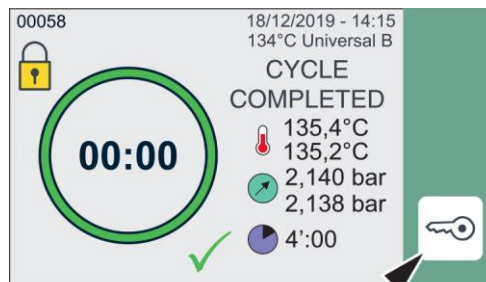 00058
18/12/2019 - 14:15
134°C Universal B
CYCLE
COMPLETED
135,4°C
135,2°C
00:00
2,140 bar
2,138 bar
4':00